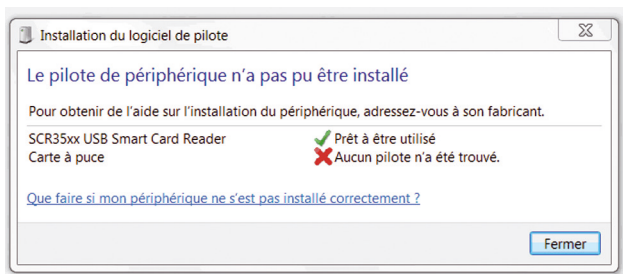 Installation du logiciel de pilote
Le pilote de périphérique n'a pas pu être installé
Pour obtenir de l'aide sur l'installation du périphérique, adressez-vous à son fabricant.
SCR35xx USB Smart Card Reader Prêt à être utilisé
Carte à puce Aucun pilote n'a été trouvé.
Que faire si mon périphérique ne s'est pas installé correctement ?
Fermer